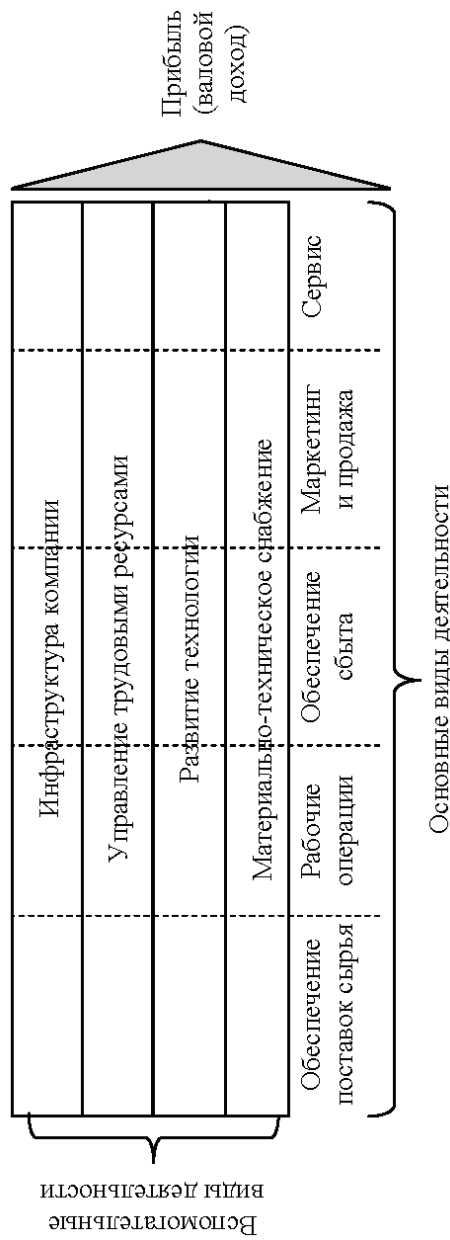 Вспомогательные
виды деятельности
Инфраструктура компании
Управление трудовыми ресурсами
Развитие технологии
Материально-техническое снабжение
Обеспечение
поставок сырья
Рабочие
операции
Обеспечение
сбыта
Маркетинг
и продажа
Сервис
Основные виды деятельности
Прибыль
(валовой
доход)